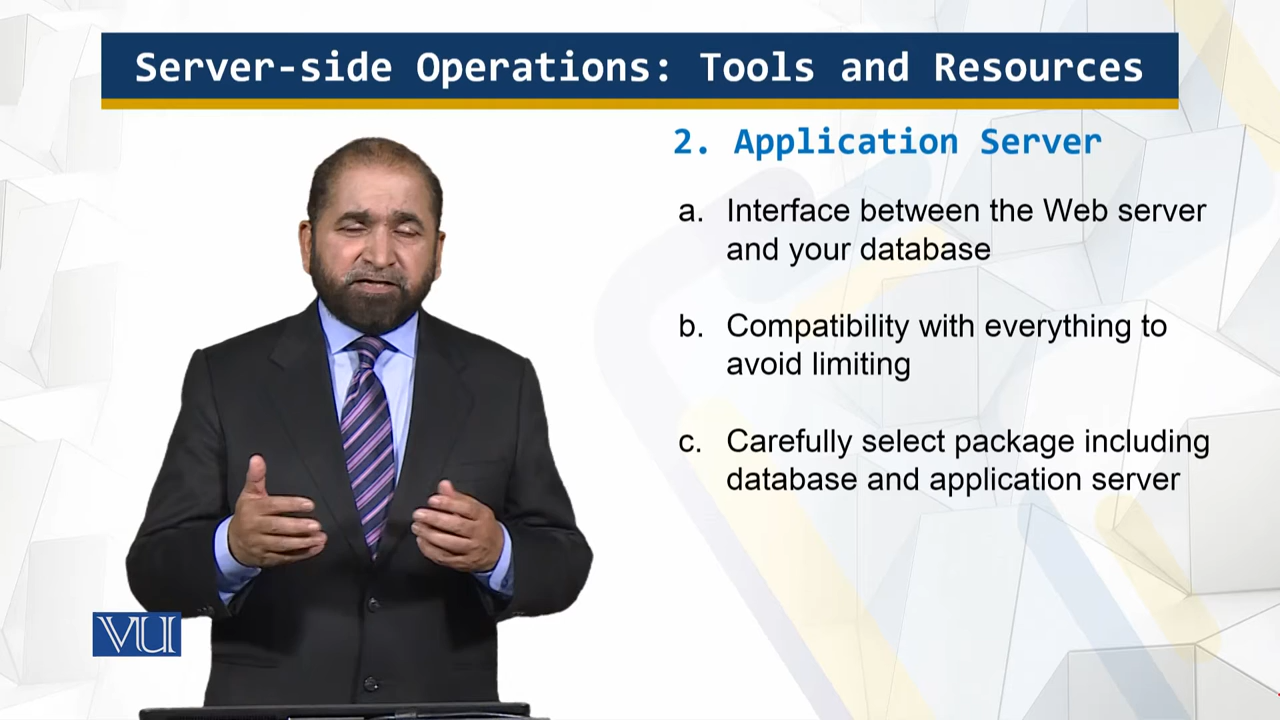 Server-side Operations: Tools and Resources
2. Application Server
a. Interface between the Web server
and your database
b. Compatibility with everything to
avoid limiting
c. Carefully select package including
database and application server
VU